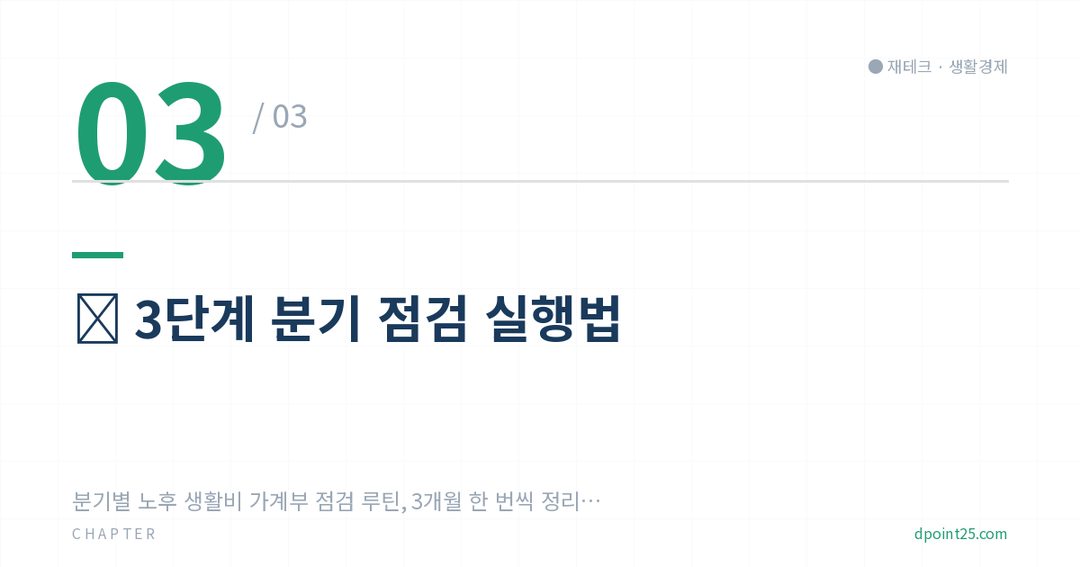 ● 재테크 · 생활경제
03 / 03
3단계 분기 점검 실행법
분기별 노후 생활비 가계부 점검 루틴, 3개월 한 번씩 정리…
CHAPTER
dpoint25.com